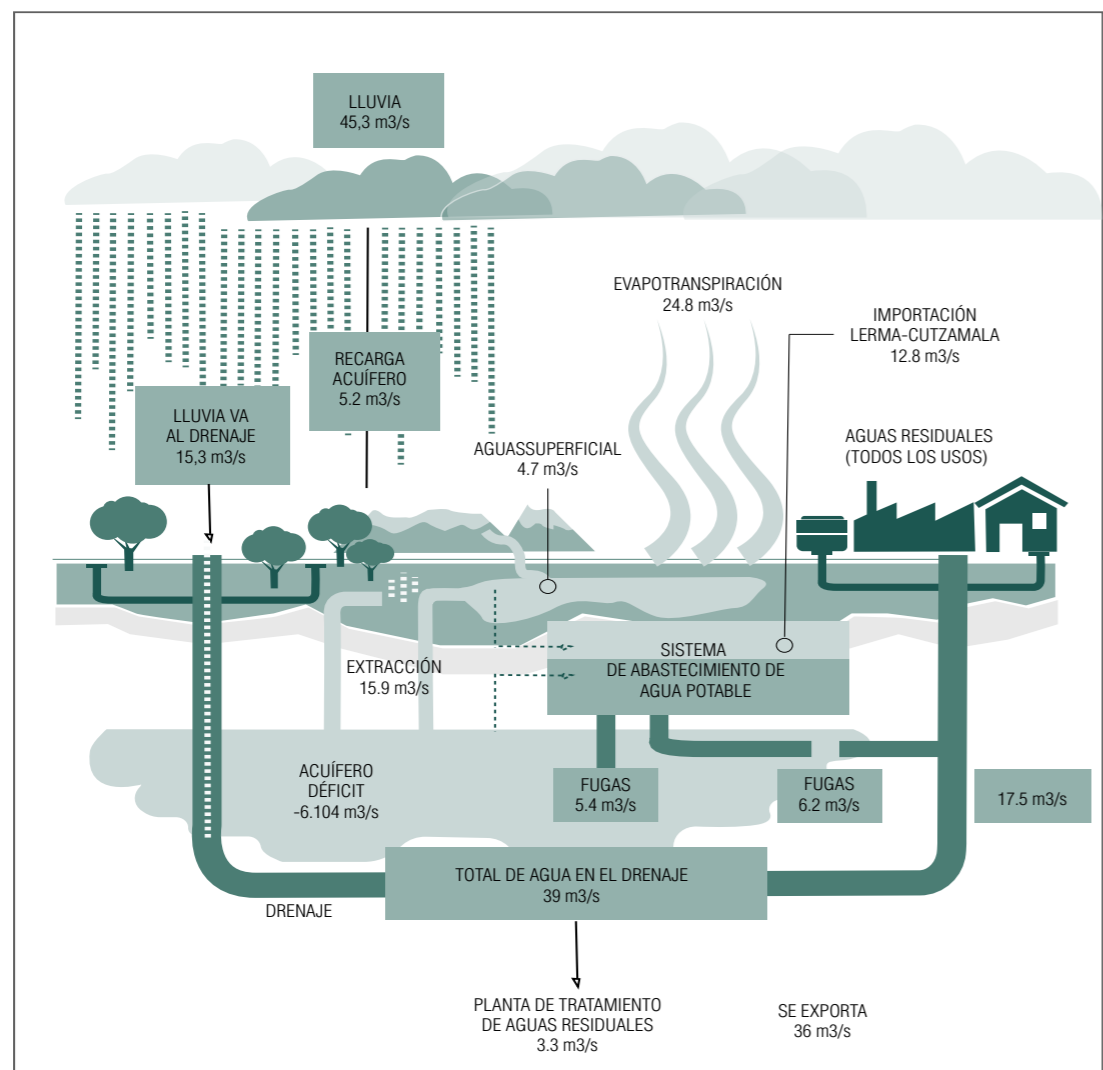 LLUVIA
45,3 m3/s
EVAPOTRANSPIRACIÓN
24.8 m3/s
IMPORTACIÓN
LERMA-CUTZAMALA
12.8 m3/s
RECARGA
ACUÍFERO
5.2 m3/s
LLUVIA VA
AL DRENAJE
15,3 m3/s
AGUASSUPERFICIAL
4.7 m3/s
AGUAS RESIDUALES
(TODOS LOS USOS)
EXTRACCIÓN
15.9 m3/s
SISTEMA
DE ABASTECIMIENTO DE
AGUA POTABLE
ACUÍFERO
DÉFICIT
-6.104 m3/s
FUGAS
5.4 m3/s
FUGAS
6.2 m3/s
17.5 m3/s
TOTAL DE AGUA EN EL DRENAJE
39 m3/s
DRENAJE
PLANTA DE TRATAMIENTO
DE AGUAS RESIDUALES
3.3 m3/s
SE EXPORTA
36 m3/s